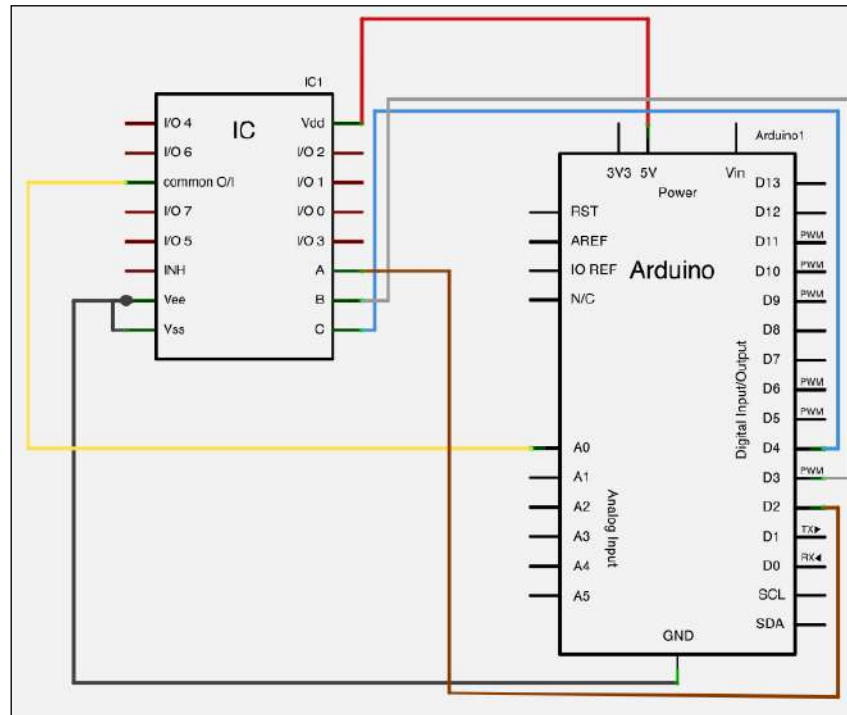 IC1
IC
I/O 4
Vdd
I/O 6
I/O 2
common O/I
I/O 1
I/O 7
I/O 0
I/O 5
I/O 3
INH
A
Vee
B
Vss
C
Arduino1
3V3 5V
Vin
Power
D13
RST
D12
AREF
D11 PWM
IO REF
Arduino
D10 PWM
N/C
D9 PWM
D8
D7
D6 PWM
D5 PWM
Digital Input/Output
A0
D4
A1
D3 PWM
A2
D2
Analog Input
A3
D1 TX▶
A4
D0 RX◀
A5
SCL
SDA
GND